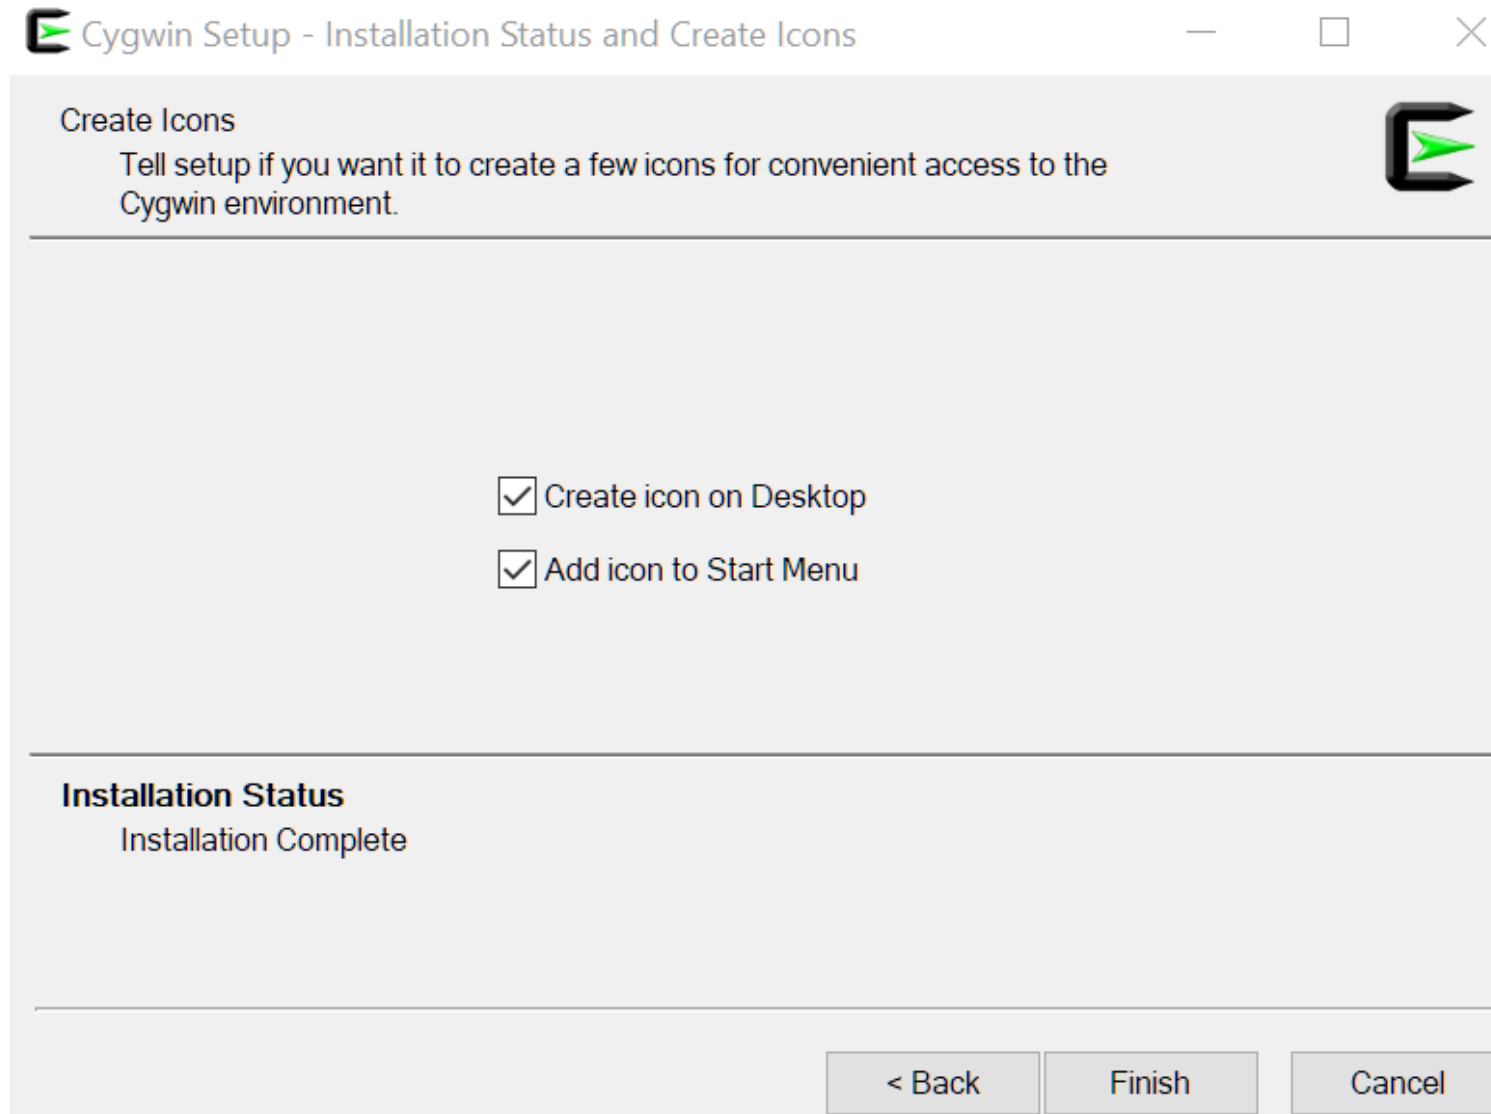 Cygwin Setup - Installation Status and Create Icons
Create Icons
Tell setup if you want it to create a few icons for convenient access to the
Cygwin environment.
Create icon on Desktop
Add icon to Start Menu
Installation Status
Installation Complete
< Back Finish Cancel